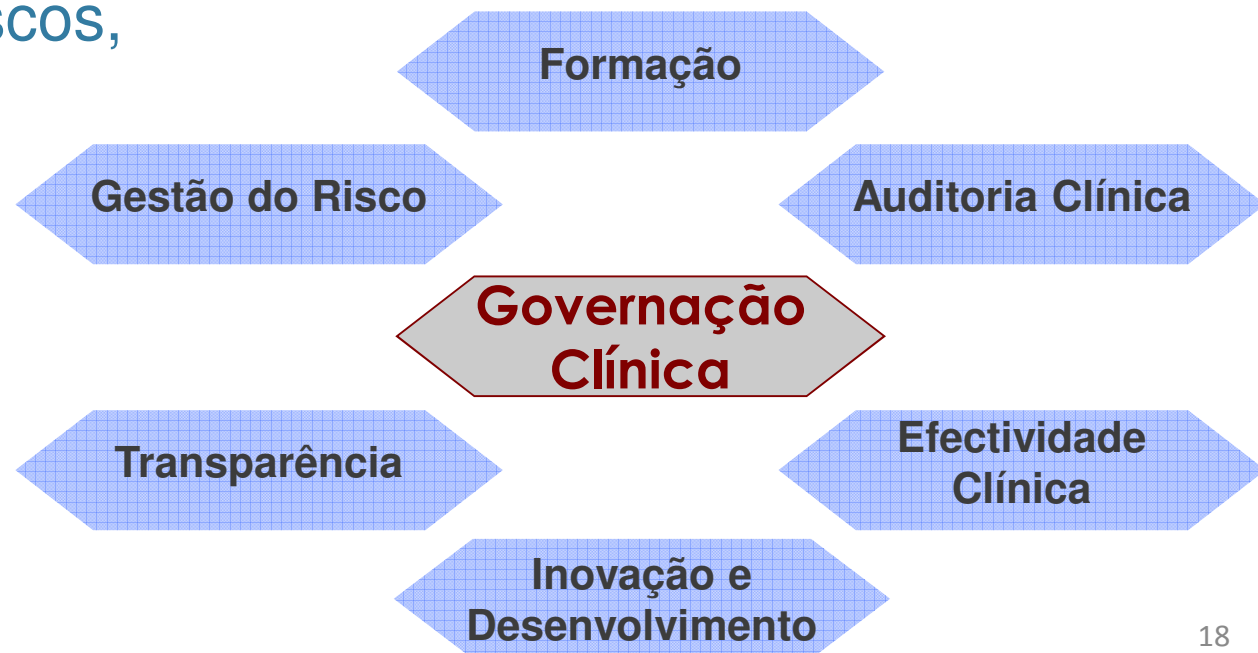 scos,
Formação
Gestão do Risco
Auditoria Clínica
Governação
Clínica
Transparência
Efectividade
Clínica
Inovação e
Desenvolvimento
18